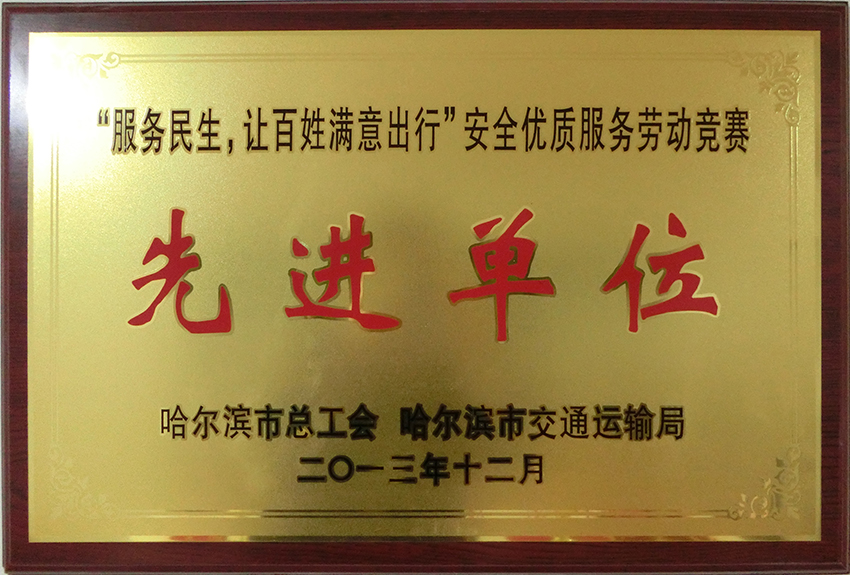 “服务民生，让百姓满意出行”安全优质服务劳动竞赛
先进单位
哈尔滨市总工会 哈尔滨市交通运输局
二〇一三年十二月